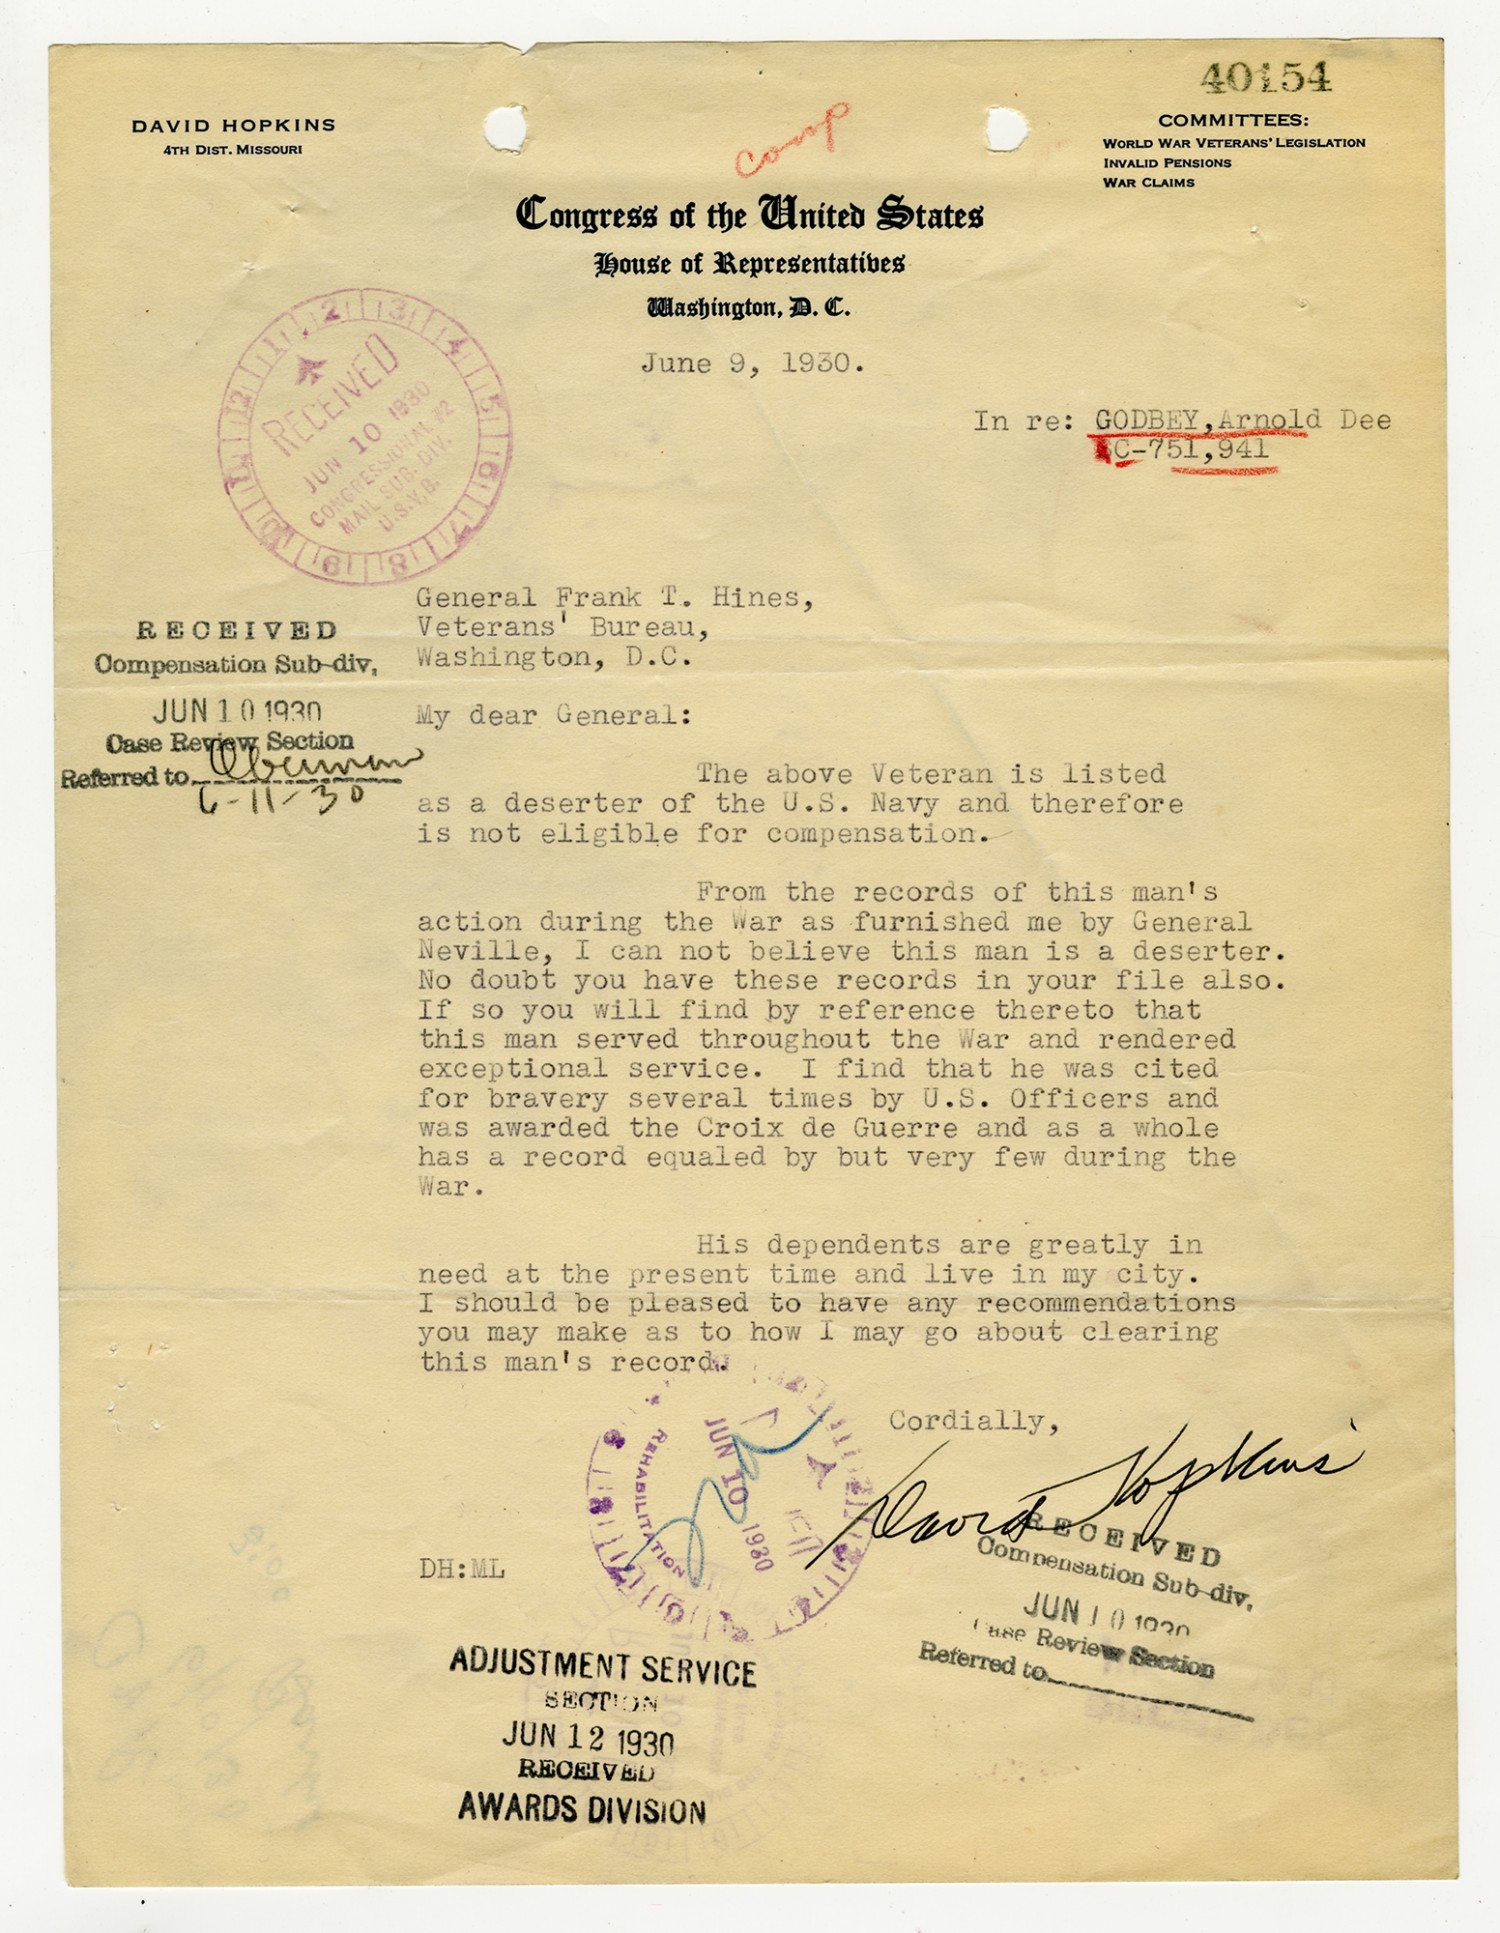 40154
DAVID HOPKINS
4TH DIST. MISSOURI
comp
COMMITTEES:
WORLD WAR VETERANS' LEGISLATION
INVALID PENSIONS
WAR CLAIMS
Congress of the United States
House of Representatives
Washington, D. C.
June 9, 1930.
In re: GODBEY,Arnold Dee
C-751,941
RECEIVED
JUN 10 1930
CONGRESSIONAL #2
MAIL SUB. DIV.
U.S.V.B.
General Frank T. Hines,
Veterans' Bureau,
Washington, D.C.
RECEIVED
Compensation Sub-div.
JUN 10 1930
Case Review Section
Referred to
6-11-30
My dear General:
The above Veteran is listed
as a deserter of the U.S. Navy and therefore
is not eligible for compensation.
From the records of this man's
action during the War as furnished me by General
Neville, I can not believe this man is a deserter.
No doubt you have these records in your file also.
If so you will find by reference thereto that
this man served throughout the War and rendered
exceptional service. I find that he was cited
for bravery several times by U.S. Officers and
was awarded the Croix de Guerre and as a whole
has a record equaled by but very few during the
War.
His dependents are greatly in
need at the present time and live in my city.
I should be pleased to have any recommendations
you may make as to how I may go about clearing
this man's record.
Cordially,
David Hopkins
JUN 10 1930
REHABILITATION
DH:ML
RECEIVED
Compensation Sub-div.
JUN 10 1930
Case Review Section
Referred to
ADJUSTMENT SERVICE
SECTION
JUN 12 1930
RECEIVED
AWARDS DIVISION